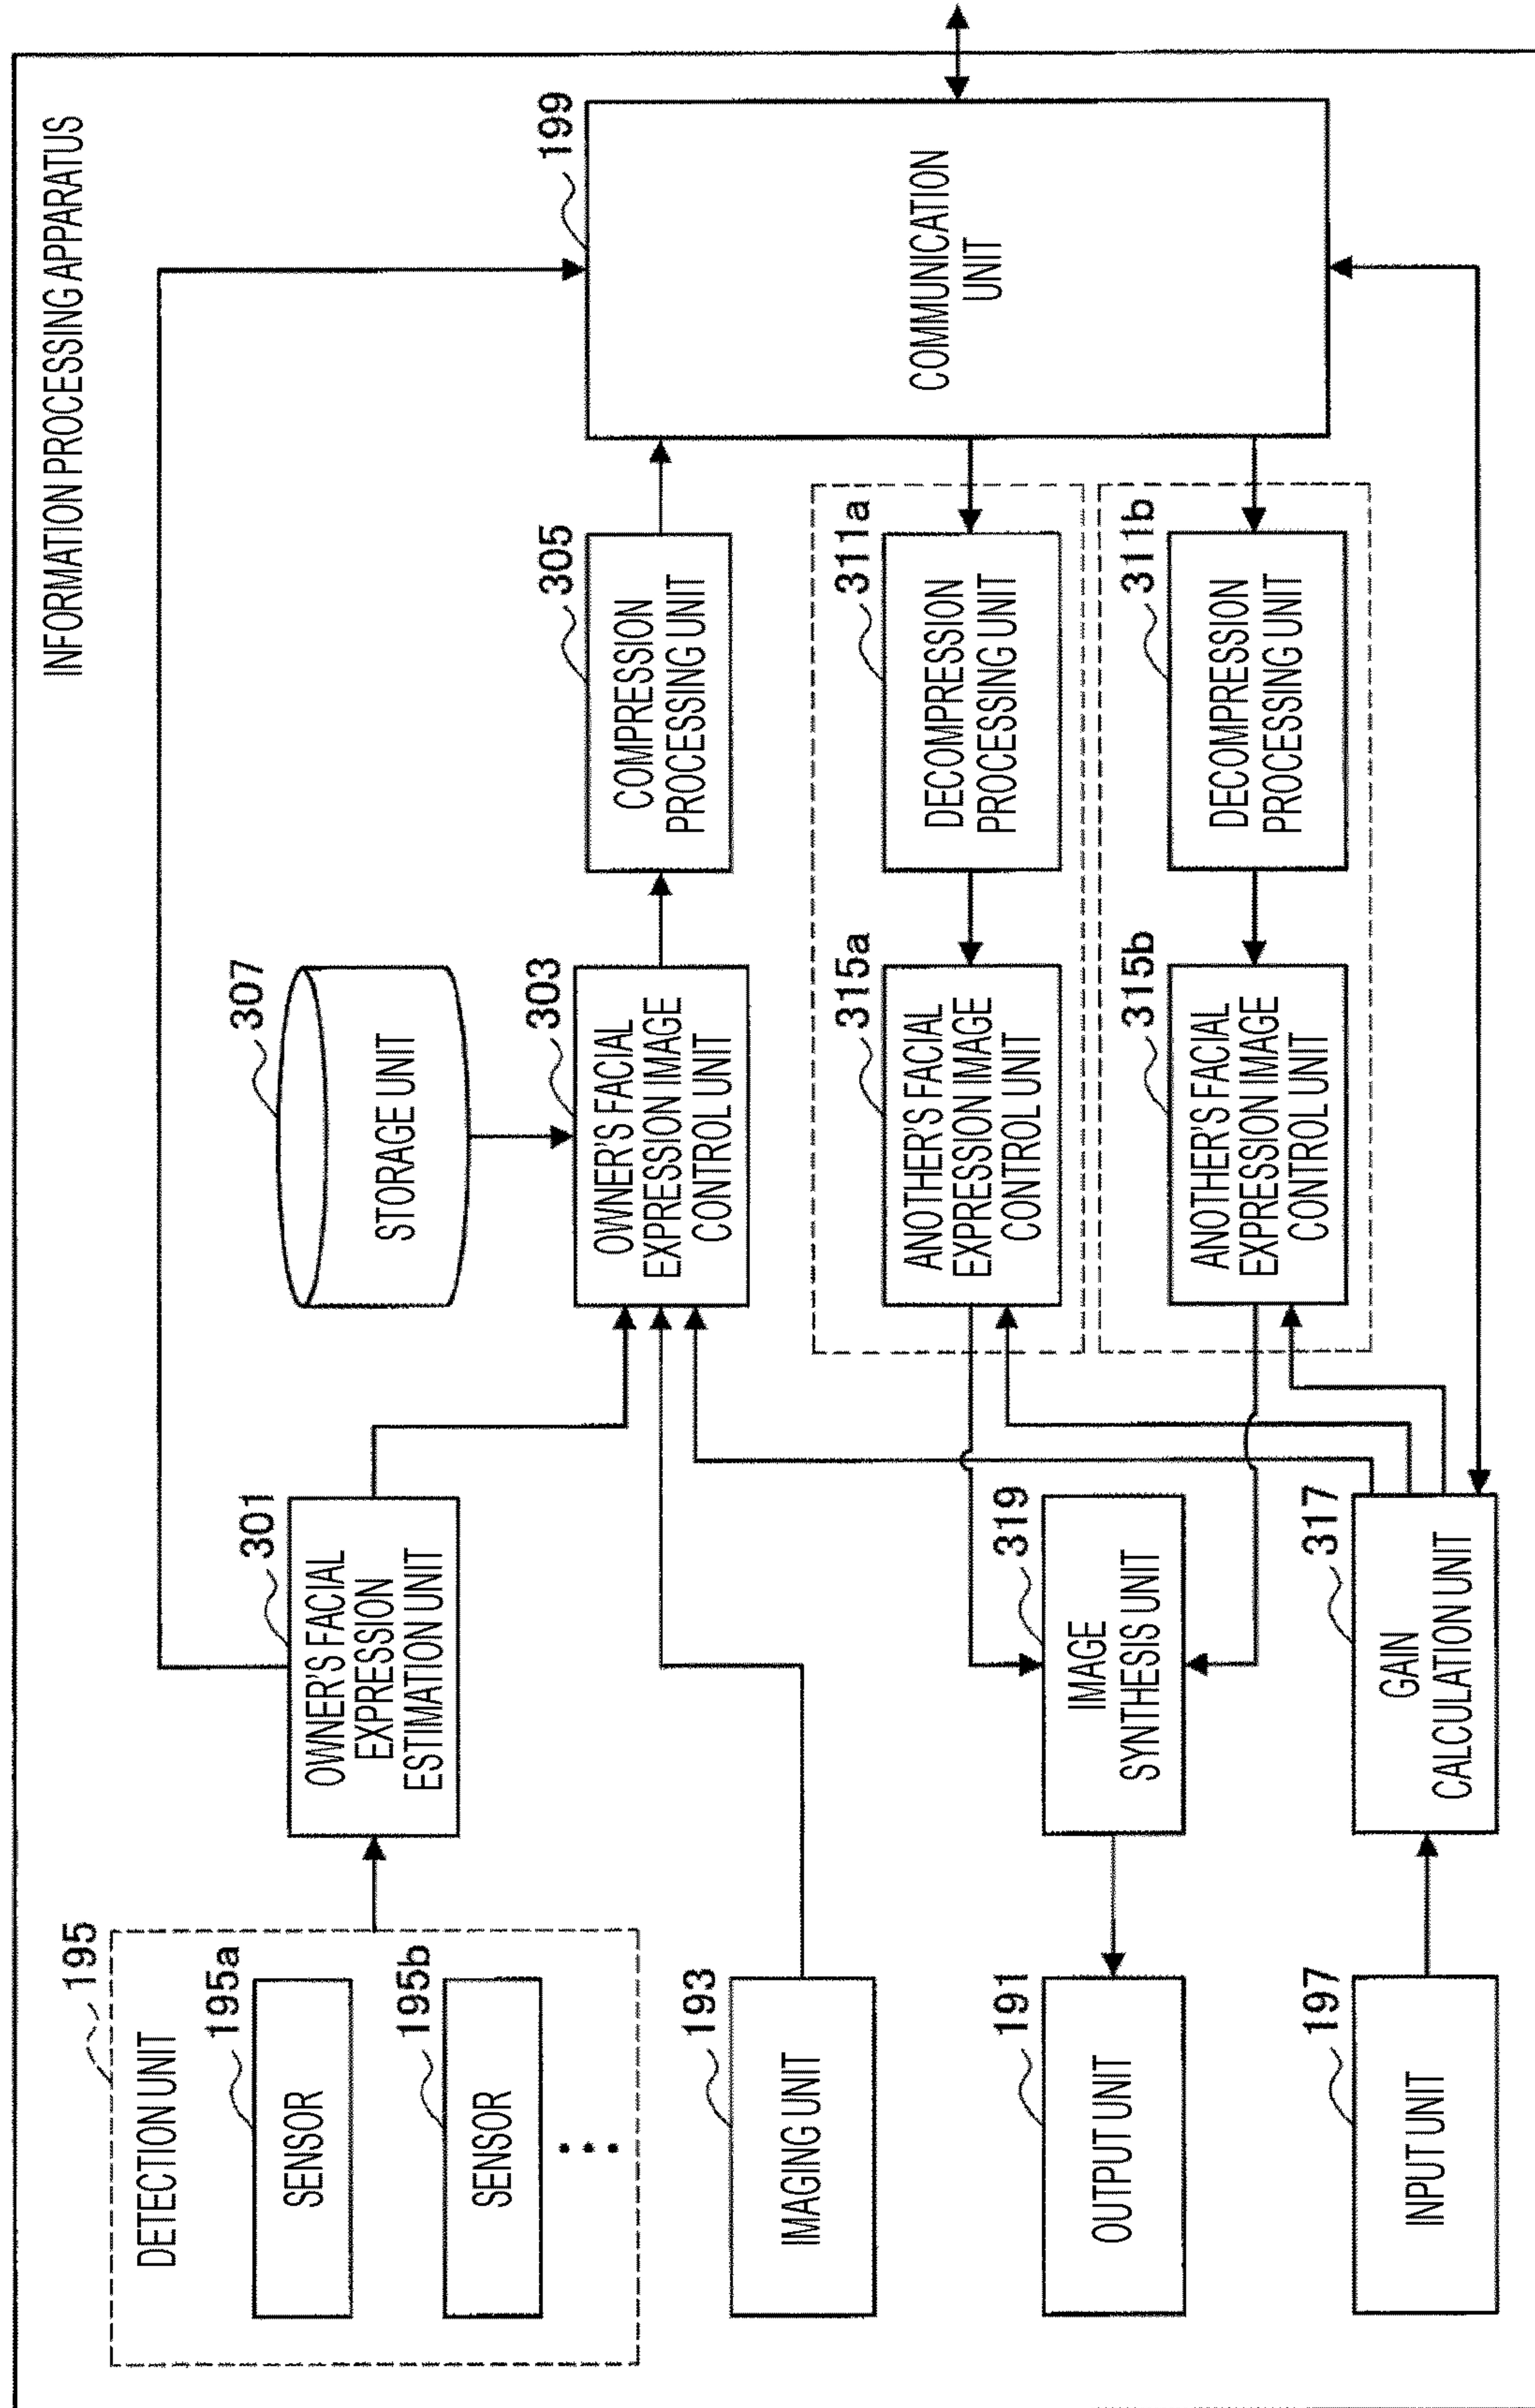 INFORMATION PROCESSING APPARATUS
195
DETECTION UNIT
195a
SENSOR
195b
SENSOR
301
OWNER'S FACIAL
EXPRESSION
ESTIMATION UNIT
307
STORAGE UNIT
193
IMAGING UNIT
303
OWNER'S FACIAL
EXPRESSION IMAGE
CONTROL UNIT
305
COMPRESSION
PROCESSING UNIT
199
COMMUNICATION
UNIT
191
OUTPUT UNIT
319
IMAGE
SYNTHESIS UNIT
315a
ANOTHER'S FACIAL
EXPRESSION IMAGE
CONTROL UNIT
311a
DECOMPRESSION
PROCESSING UNIT
315b
ANOTHER'S FACIAL
EXPRESSION IMAGE
CONTROL UNIT
311b
DECOMPRESSION
PROCESSING UNIT
197
INPUT UNIT
317
GAIN
CALCULATION UNIT